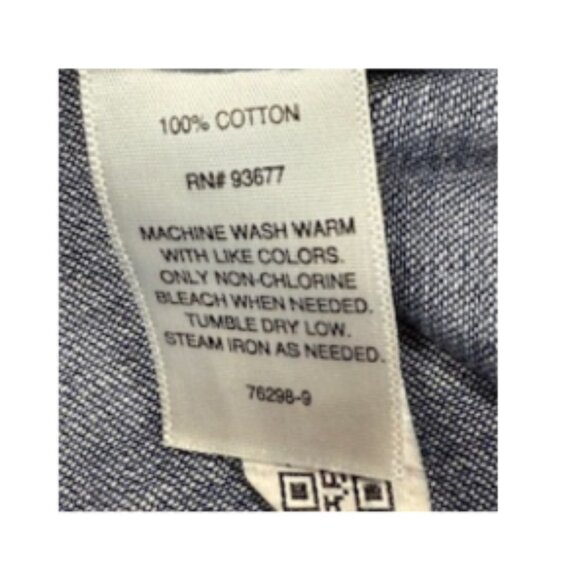 100% COTTON
RN# 93677
MACHINE WASH WARM
WITH LIKE COLORS.
ONLY NON-CHLORINE
BLEACH WHEN NEEDED.
TUMBLE DRY LOW.
STEAM IRON AS NEEDED.
76298-9